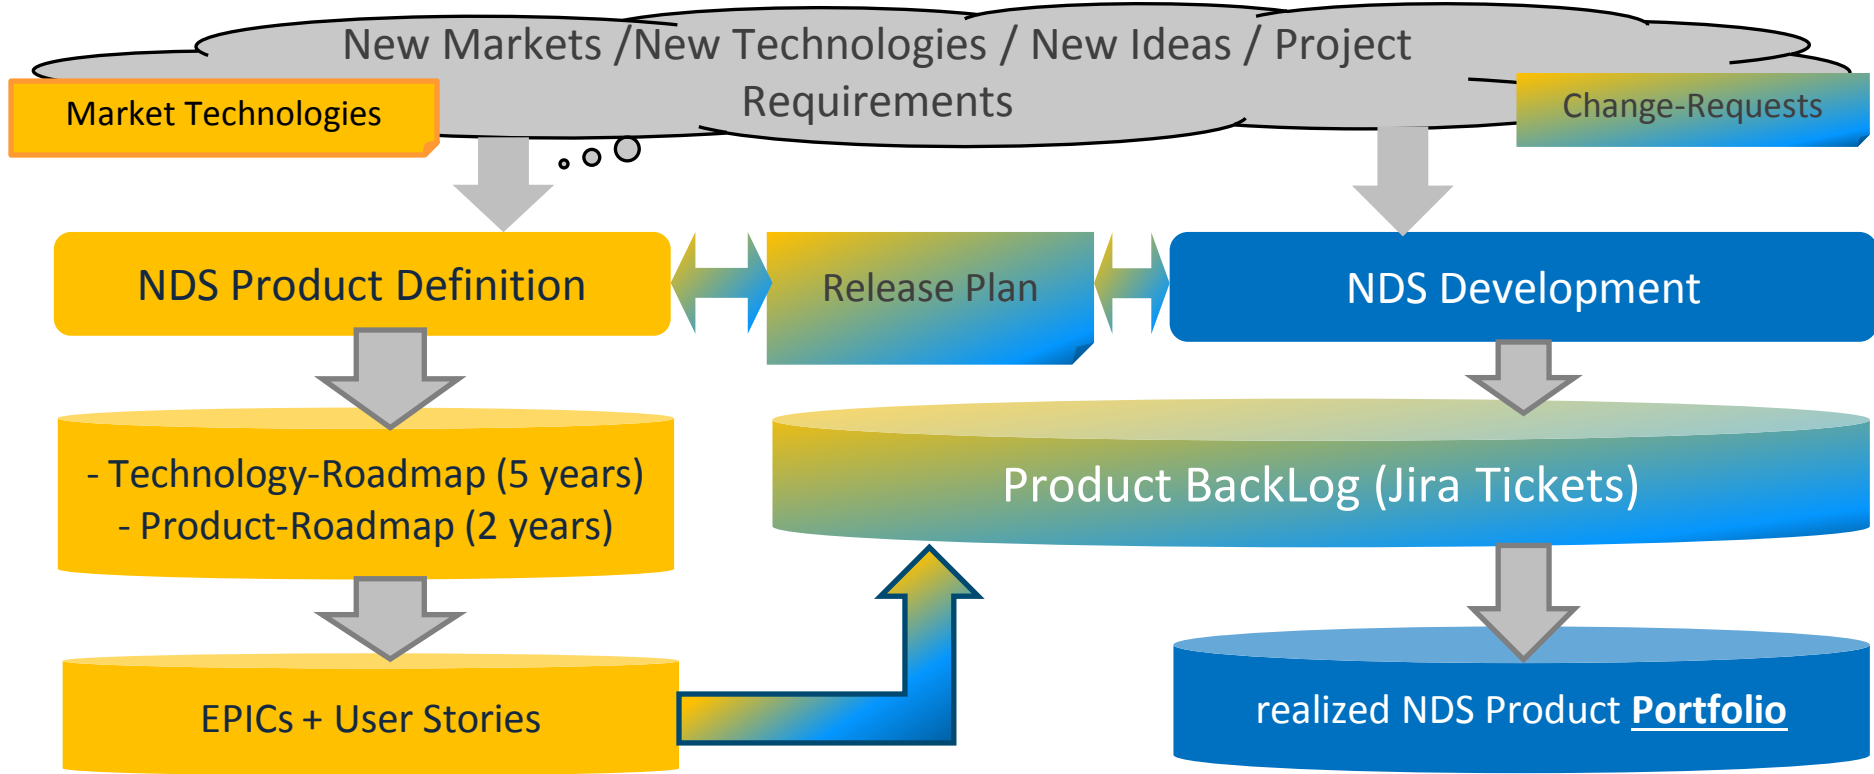 New Markets /New Technologies / New Ideas / Project
Requirements
Market Technologies
Change-Requests
NDS Product Definition
Release Plan
NDS Development
- Technology-Roadmap (5 years)
- Product-Roadmap (2 years)
Product BackLog (Jira Tickets)
EPICs + User Stories
realized NDS Product Portfolio